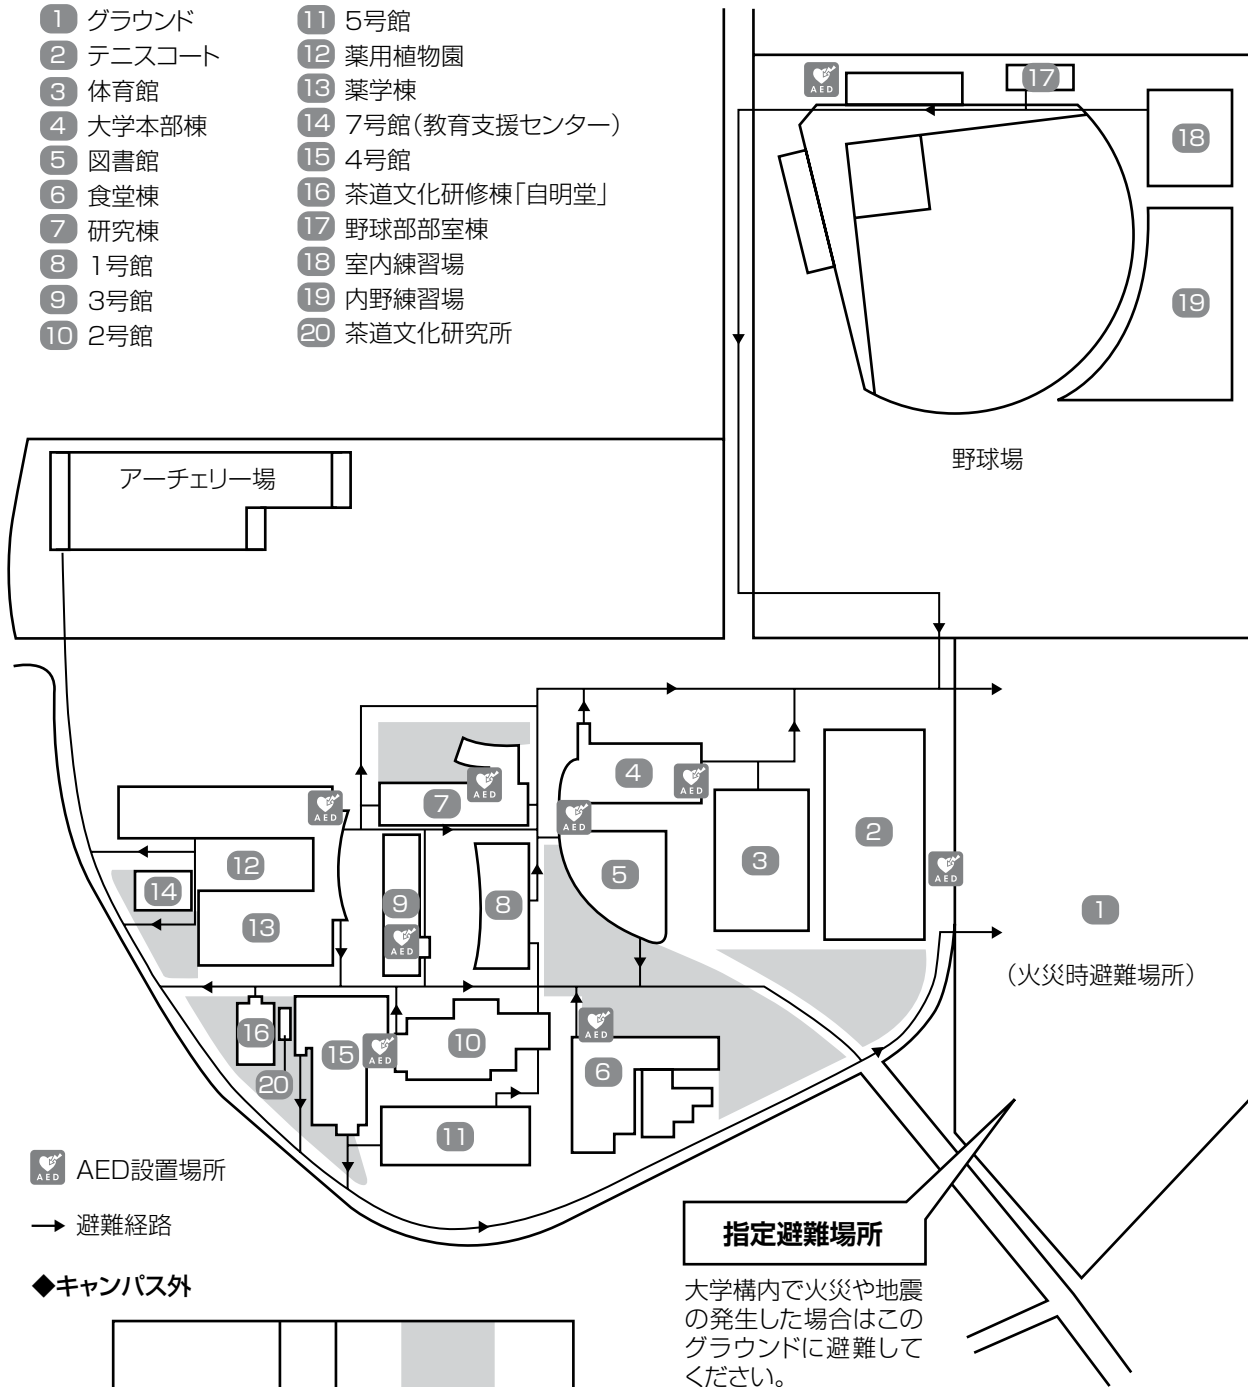 1 グラウンド
2 テニスコート
3 体育館
4 大学本部棟
5 図書館
6 食堂棟
7 研究棟
8 1号館
9 3号館
10 2号館
11 5号館
12 薬用植物園
13 薬学棟
14 7号館(教育支援センター)
15 4号館
16 茶道文化研修棟「自明堂」
17 野球部部室棟
18 室内練習場
19 内野練習場
20 茶道文化研究所
AED
17
18
19
野球場
アーチェリー場
4
AED
7
AED
AED
AED
2
12
5
3
AED
14
9
8
1
13
AED
(火災時避難場所)
16
15
AED
10
AED
6
20
11
AED AED設置場所
避難経路
指定避難場所
大学構内で火災や地震
の発生した場合はこの
グラウンドに避難して
ください。
◆キャンパス外